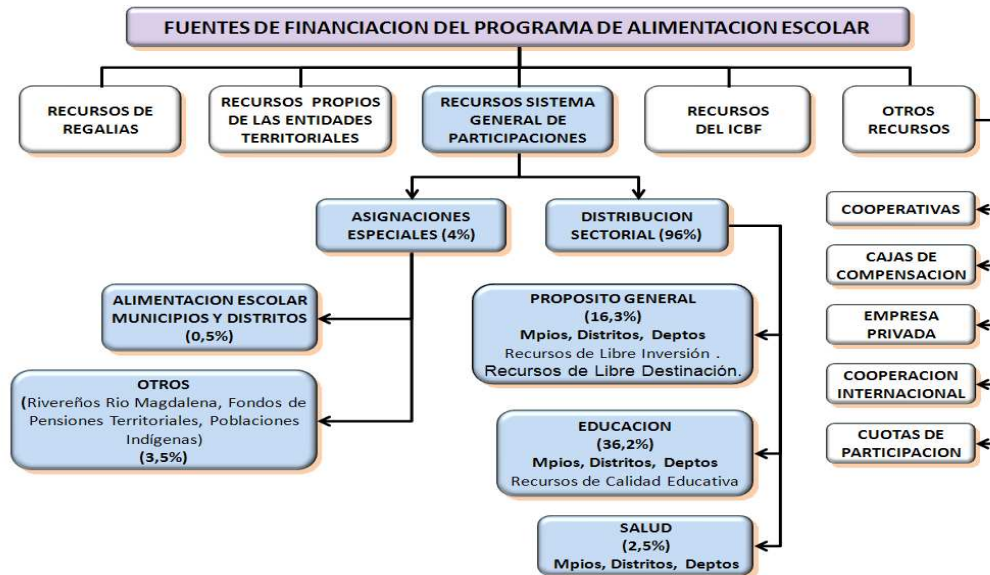 FUENTES DE FINANCIACION DEL PROGRAMA DE ALIMENTACION ESCOLAR
RECURSOS DE
REGALIAS
RECURSOS PROPIOS
DE LAS ENTIDADES
TERRITORIALES
RECURSOS SISTEMA
GENERAL DE
PARTICIPACIONES
RECURSOS
DEL ICBF
OTROS
RECURSOS
ASIGNACIONES
ESPECIALES (4%)
DISTRIBUCION
SECTORIAL (96%)
ALIMENTACION ESCOLAR
MUNICIPIOS Y DISTRITOS
(0,5%)
OTROS
(Rivereños Rio Magdalena, Fondos de
Pensiones Territoriales, Poblaciones
Indígenas)
(3,5%)
PROPOSITO GENERAL
(16,3%)
Mpios, Distritos, Deptos
Recursos de Libre Inversión .
Recursos de Libre Destinación.
EDUCACION
(36,2%)
Mpios, Distritos, Deptos
Recursos de Calidad Educativa
SALUD
(2,5%)
Mpios, Distritos, Deptos
COOPERATIVAS
CAJAS DE
COMPENSACION
EMPRESA
PRIVADA
COOPERACION
INTERNACIONAL
CUOTAS DE
PARTICIPACION